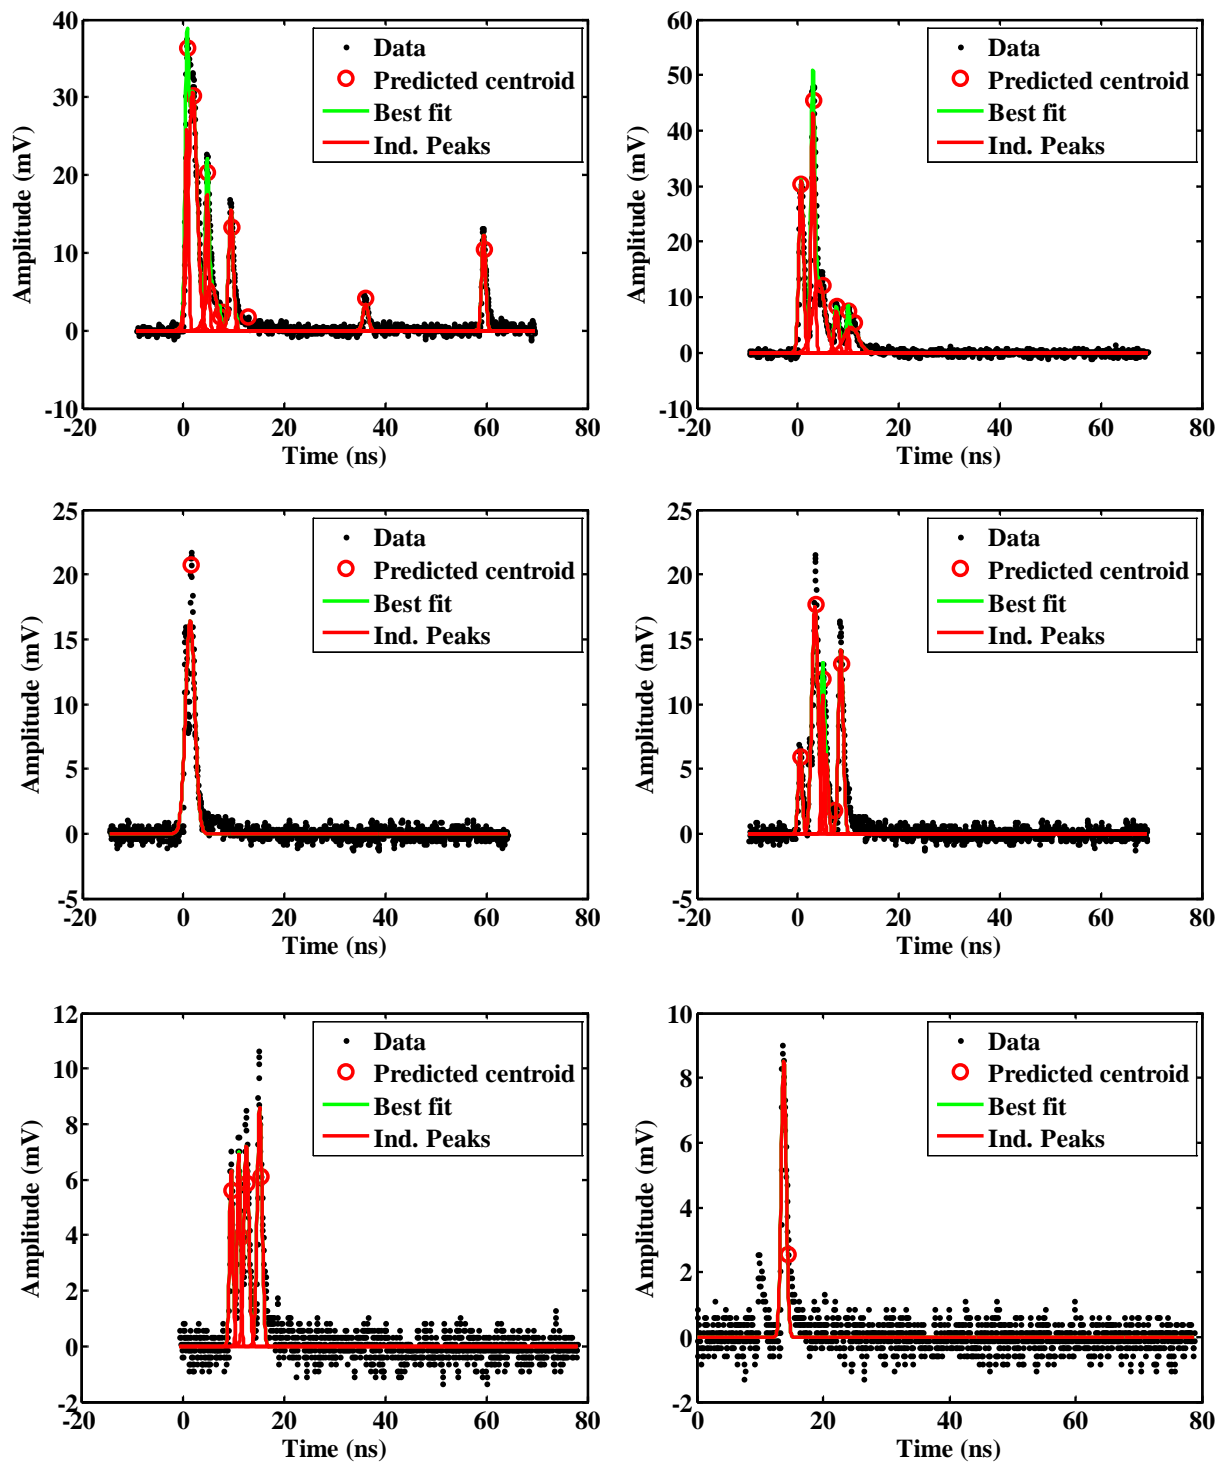 40
30
20
10
0
-10
-20 0 20 40 60 80
Amplitude (mV)
Time (ns)
Data
Predicted centroid
Best fit
Ind. Peaks
60
50
40
30
20
10
0
-10
-20 0 20 40 60 80
Amplitude (mV)
Time (ns)
Data
Predicted centroid
Best fit
Ind. Peaks
25
20
15
10
5
0
-5
-20 0 20 40 60 80
Amplitude (mV)
Time (ns)
Data
Predicted centroid
Best fit
Ind. Peaks
25
20
15
10
5
0
-5
-20 0 20 40 60 80
Amplitude (mV)
Time (ns)
Data
Predicted centroid
Best fit
Ind. Peaks
12
10
8
6
4
2
0
-2
-20 0 20 40 60 80
Amplitude (mV)
Time (ns)
Data
Predicted centroid
Best fit
Ind. Peaks
10
8
6
4
2
0
-2
0 20 40 60 80
Amplitude (mV)
Time (ns)
Data
Predicted centroid
Best fit
Ind. Peaks